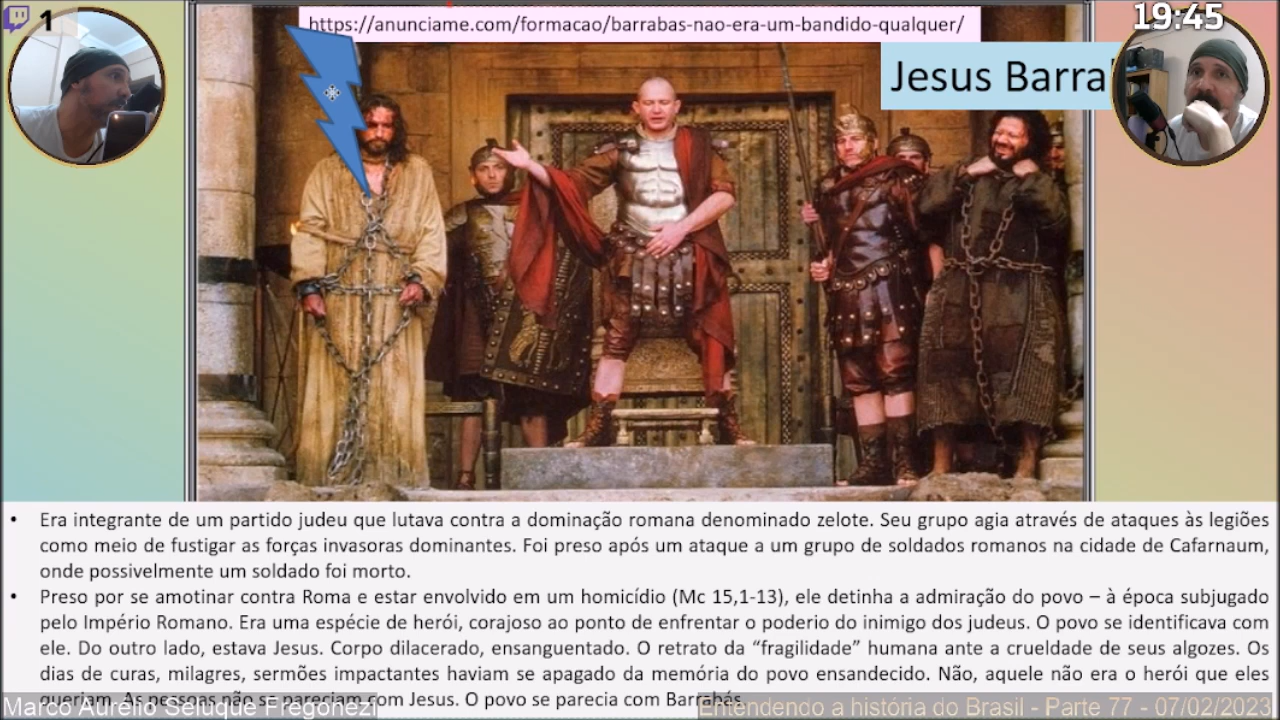 1
https://anunciame.com/formacao/barrabas-nao-era-um-bandido-qualquer/
19:45
Jesus Barra
• Era integrante de um partido judeu que lutava contra a dominação romana denominado zelote. Seu grupo agia através de ataques às legiões
como meio de fustigar as forças invasoras dominantes. Foi preso após um ataque a um grupo de soldados romanos na cidade de Cafarnaum,
onde possivelmente um soldado foi morto.
• Preso por se amotinar contra Roma e estar envolvido em um homicídio (Mc 15,1-13), ele detinha a admiração do povo – à época subjugado
pelo Império Romano. Era uma espécie de herói, corajoso ao ponto de enfrentar o poderio do inimigo dos judeus. O povo se identificava com
ele. Do outro lado, estava Jesus. Corpo dilacerado, ensanguentado. O retrato da “fragilidade” humana ante a crueldade de seus algozes. Os
dias de curas, milagres, sermões impactantes haviam se apagado da memória do povo ensandecido. Não, aquele não era o herói que eles
queriam. As pessoas não se pareciam com Jesus. O povo se parecia com Barrabás.
Marco Aurélio Seluque Fregonezi
Entendendo a história do Brasil - Parte 77 - 07/02/2023